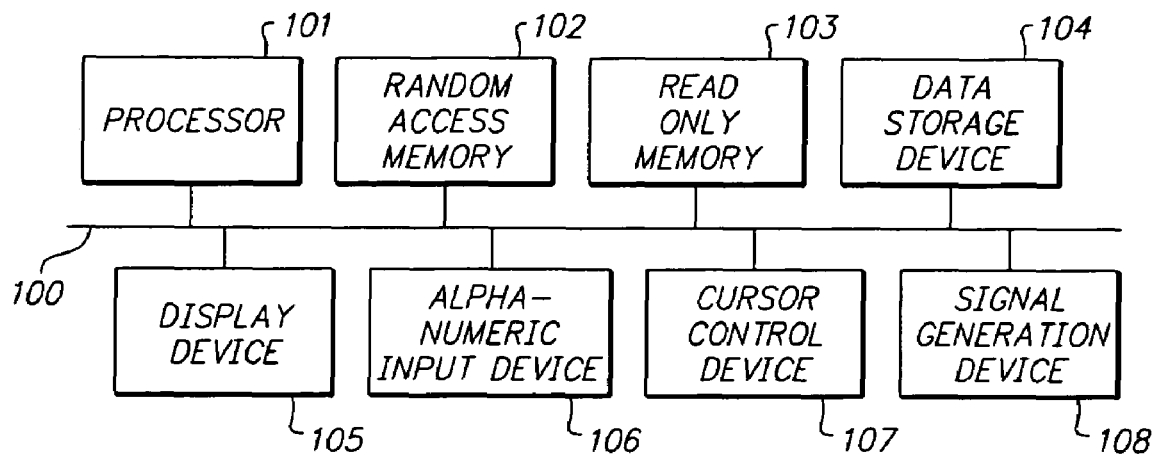 101
102
103
104
PROCESSOR
RANDOM
ACCESS
MEMORY
READ
ONLY
MEMORY
DATA
STORAGE
DEVICE
100
DISPLAY
DEVICE
ALPHA-
NUMERIC
INPUT DEVICE
CURSOR
CONTROL
DEVICE
SIGNAL
GENERATION
DEVICE
105
106
107
108